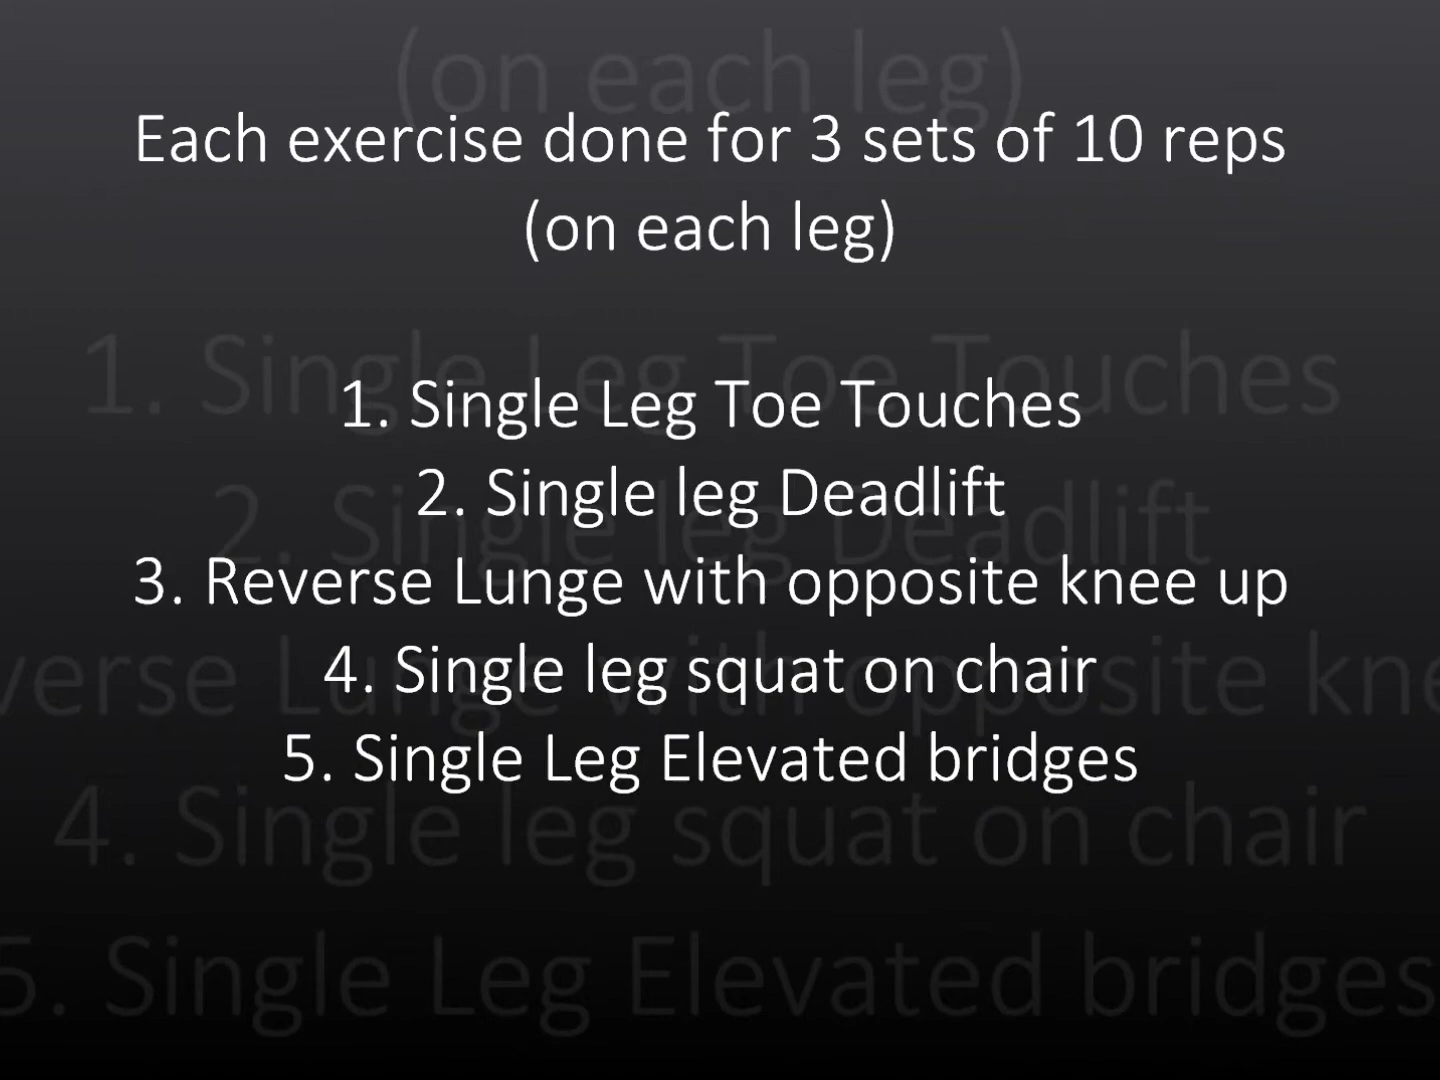 Each exercise done for 3 sets of 10 reps
(on each leg)
1. Single Leg Toe Touches
2. Single leg Deadlift
3. Reverse Lunge with opposite knee up
4. Single leg squat on chair
5. Single Leg Elevated bridges